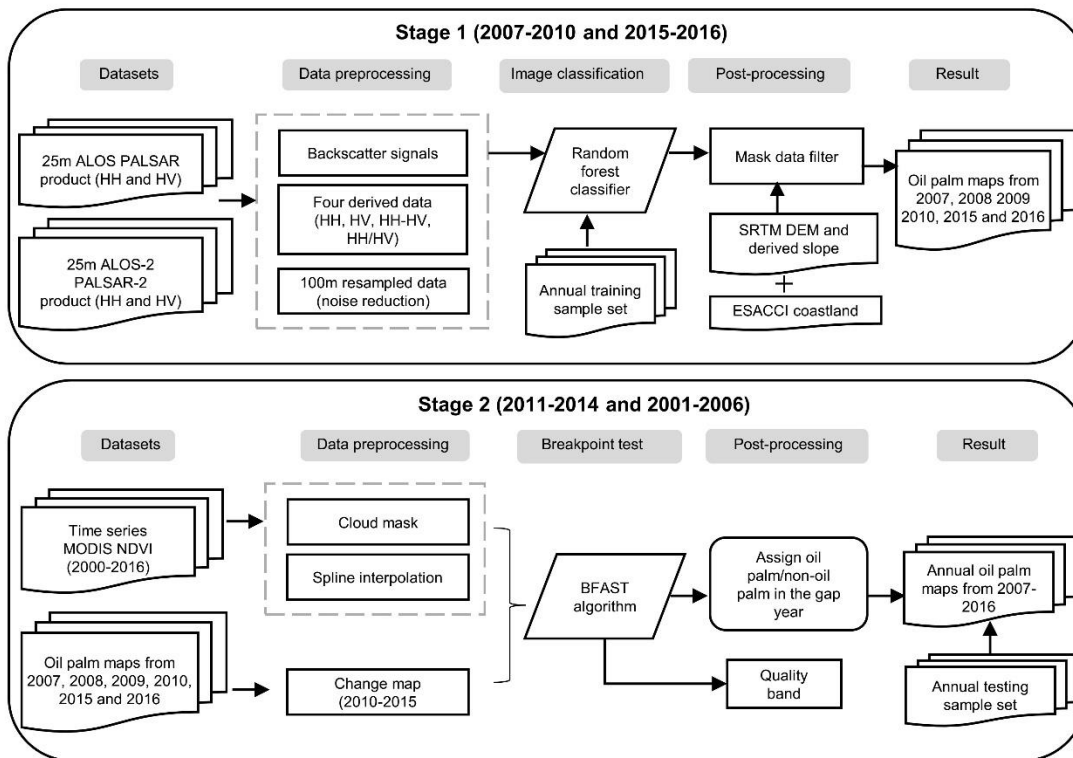 Stage 1 (2007-2010 and 2015-2016)
Datasets
Data preprocessing
Image classification
Post-processing
Result
25m ALOS PALSAR
product (HH and HV)
25m ALOS-2
PALSAR-2
product (HH and HV)
Backscatter signals
Four derived data
(HH, HV, HH-HV,
HH/HV)
100m resampled data
(noise reduction)
Random
forest
classifier
Annual training
sample set
Mask data filter
SRTM DEM and
derived slope
+
ESACCI coastland
Oil palm maps from
2007, 2008 2009
2010, 2015 and 2016
Stage 2 (2011-2014 and 2001-2006)
Datasets
Data preprocessing
Breakpoint test
Post-processing
Result
Time series
MODIS NDVI
(2000-2016)
Oil palm maps from
2007, 2008, 2009, 2010,
2015 and 2016
Cloud mask
Spline interpolation
Change map
(2010-2015
BFAST
algorithm
Assign oil
palm/non-oil
palm in the gap
year
Quality
band
Annual oil palm
maps from 2007-
2016
Annual testing
sample set